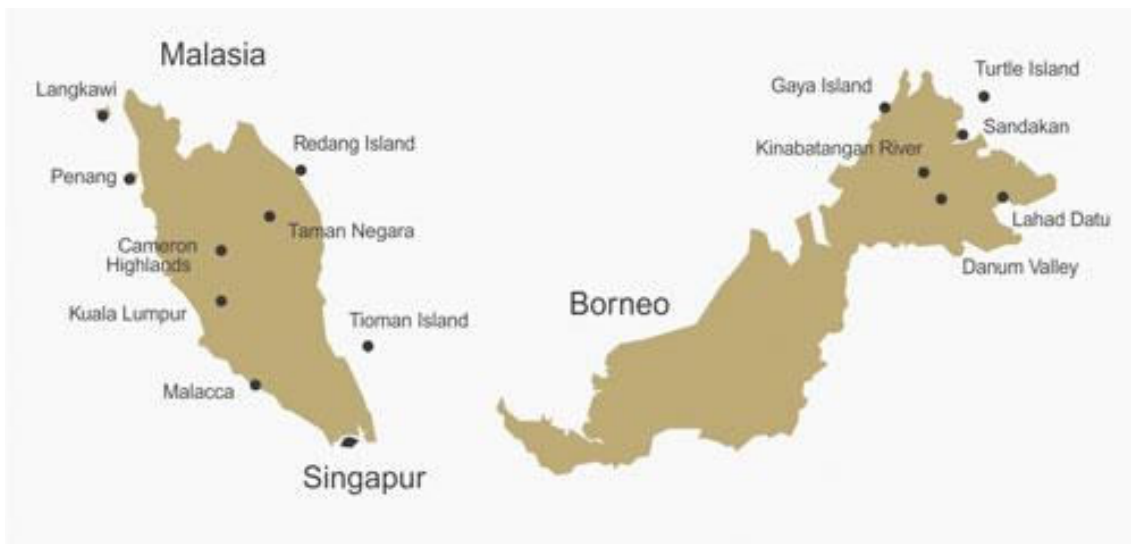 Malasia
Langkawi
Redang Island
Penang
Taman Negara
Cameron
Highlands
Kuala Lumpur
Tioman Island
Malacca
Singapur
Turtle Island
Gaya Island
Sandakan
Kinabatangan River
Lahad Datu
Danum Valley
Borneo